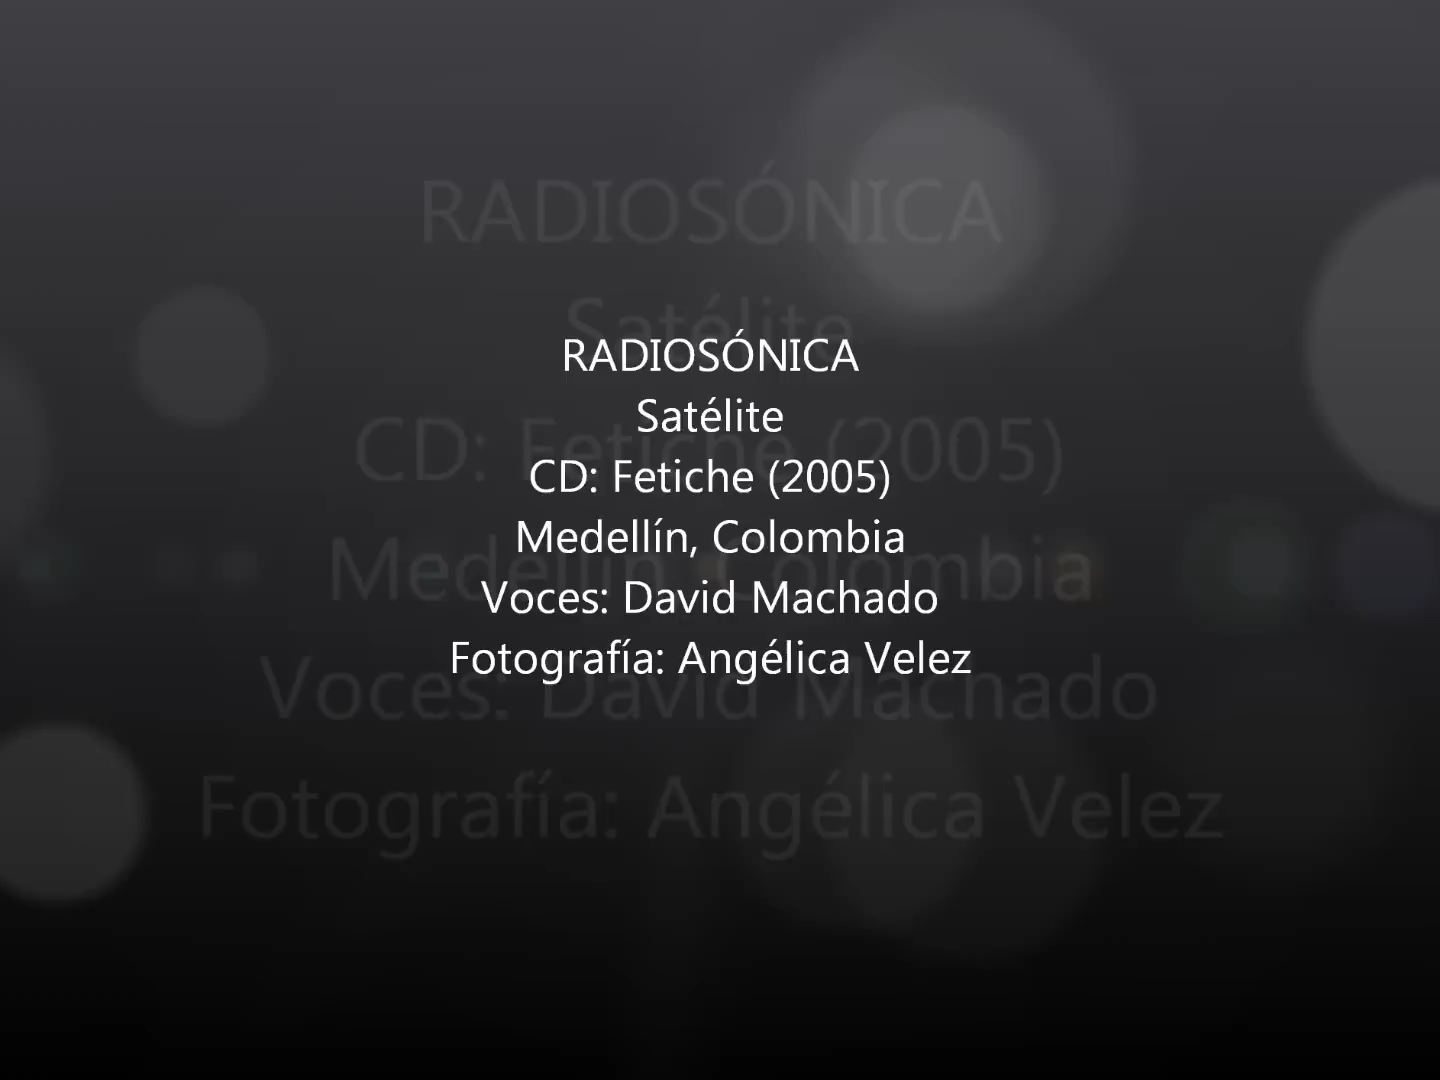 RADIOSÓNICA
Satélite
CD: Fetiche (2005)
Medellín, Colombia
Voces: David Machado
Fotografía: Angélica Velez